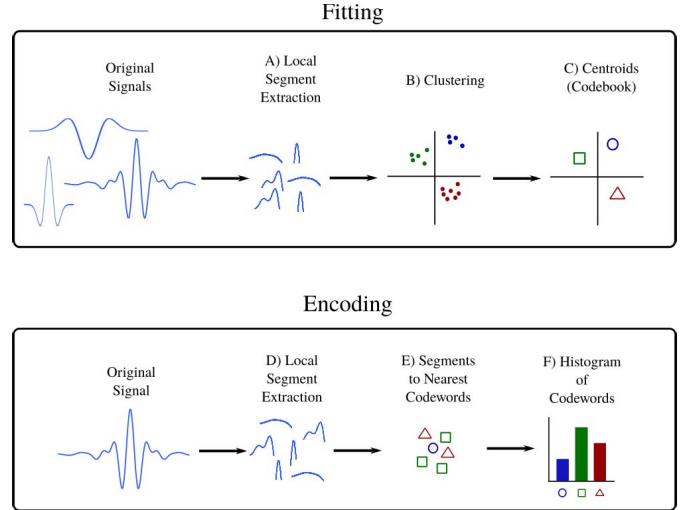 Fitting
Original
Signals
A) Local
Segment
Extraction
B) Clustering
C) Centroids
(Codebook)
Encoding
Original
Signal
D) Local
Segment
Extraction
E) Segments
to Nearest
Codewords
F) Histogram
of
Codewords